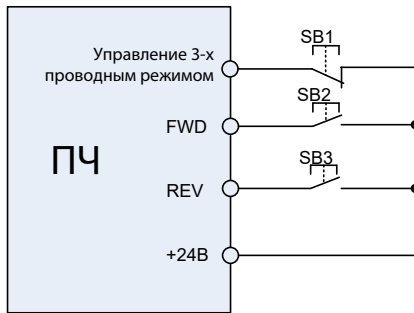 Управление 3-х
проводным режимом
SB1
SB2
FWD
ПЧ
SB3
REV
+24В